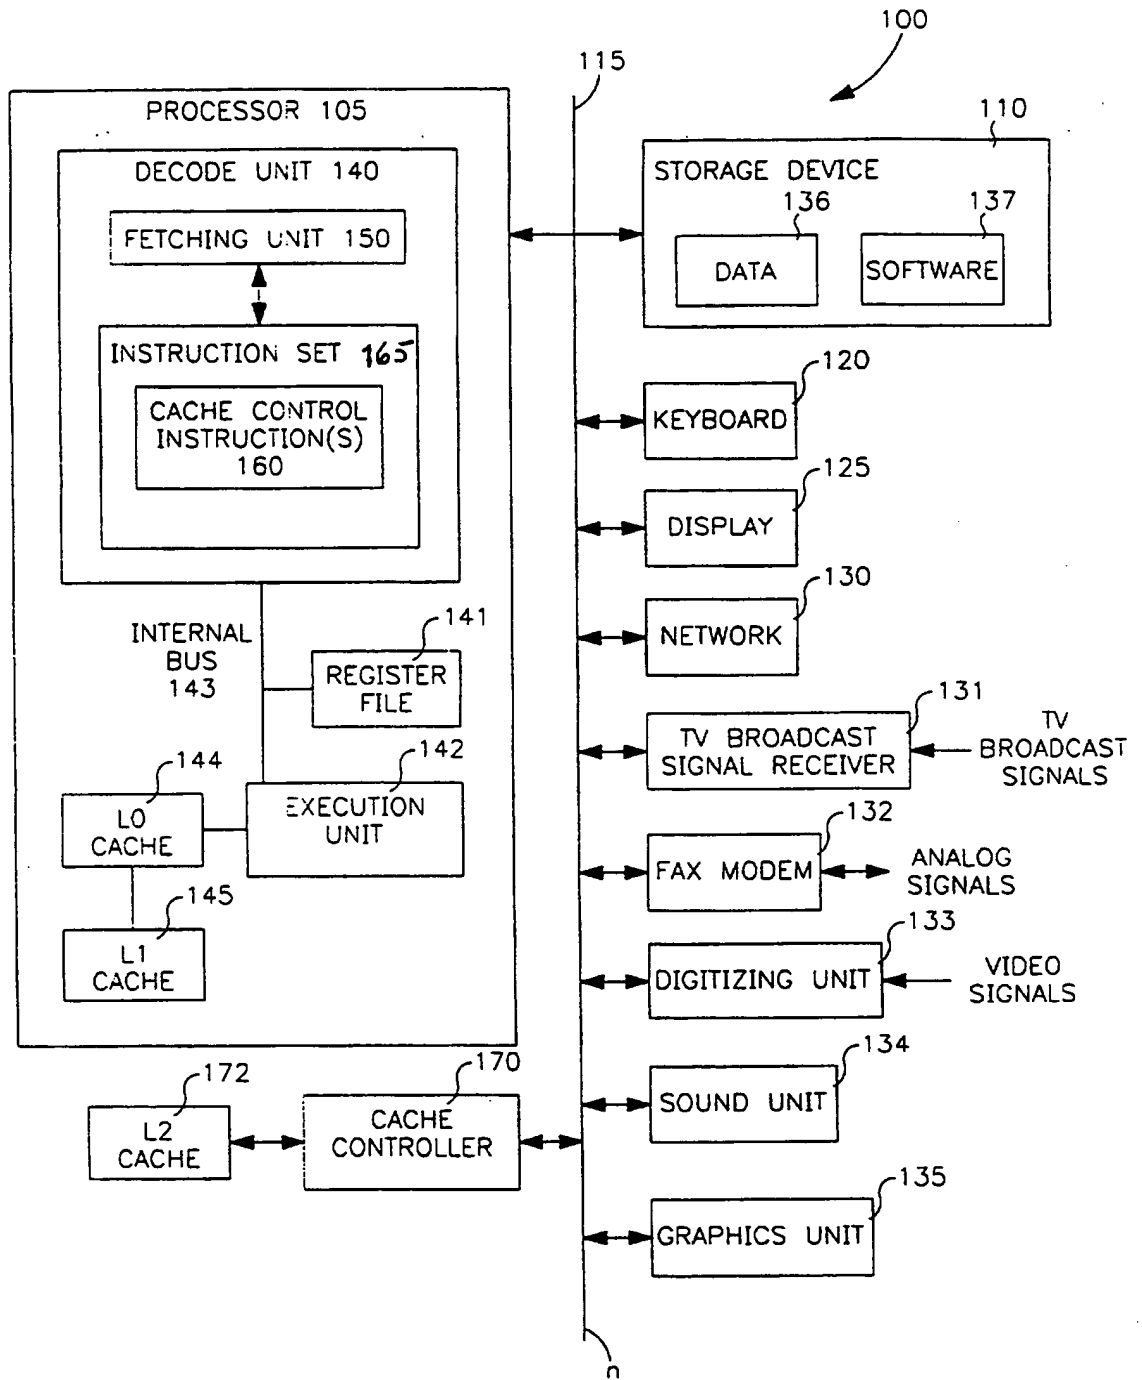 100
115
PROCESSOR 105
110
DECODE UNIT 140
STORAGE DEVICE
136
137
FETCHING UNIT 150
DATA
SOFTWARE
INSTRUCTION SET 165
CACHE CONTROL
INSTRUCTION(S)
160
120
KEYBOARD
125
DISPLAY
130
NETWORK
INTERNAL
BUS
143
141
REGISTER
FILE
131
TV BROADCAST
SIGNAL RECEIVER
TV
BROADCAST
SIGNALS
144
142
L0
CACHE
EXECUTION
UNIT
132
FAX MODEM
ANALOG
SIGNALS
145
L1
CACHE
133
DIGITIZING UNIT
VIDEO
SIGNALS
134
SOUND UNIT
172
170
L2
CACHE
CACHE
CONTROLLER
135
GRAPHICS UNIT
n